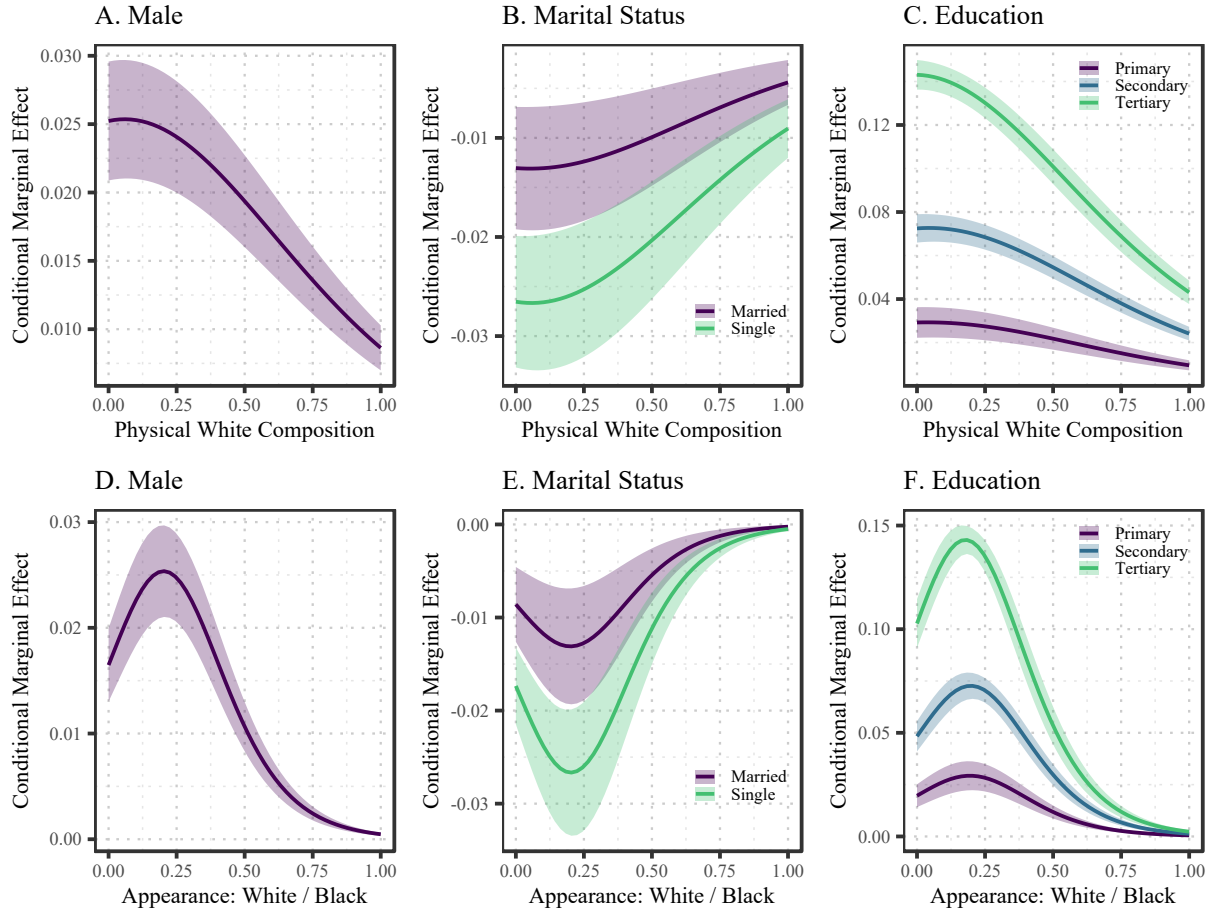 A. Male
Conditional Marginal Effect
0.030
0.025
0.020
0.015
0.010
0.00 0.25 0.50 0.75 1.00
Physical White Composition
B. Marital Status
Conditional Marginal Effect
-0.01
-0.02
-0.03
Married
Single
0.00 0.25 0.50 0.75 1.00
Physical White Composition
C. Education
Conditional Marginal Effect
0.12
0.08
0.04
Primary
Secondary
Tertiary
0.00 0.25 0.50 0.75 1.00
Physical White Composition
D. Male
Conditional Marginal Effect
0.03
0.02
0.01
0.00
0.00 0.25 0.50 0.75 1.00
Appearance: White / Black
E. Marital Status
Conditional Marginal Effect
0.00
-0.01
-0.02
-0.03
Married
Single
0.00 0.25 0.50 0.75 1.00
Appearance: White / Black
F. Education
Conditional Marginal Effect
0.15
0.10
0.05
0.00
Primary
Secondary
Tertiary
0.00 0.25 0.50 0.75 1.00
Appearance: White / Black